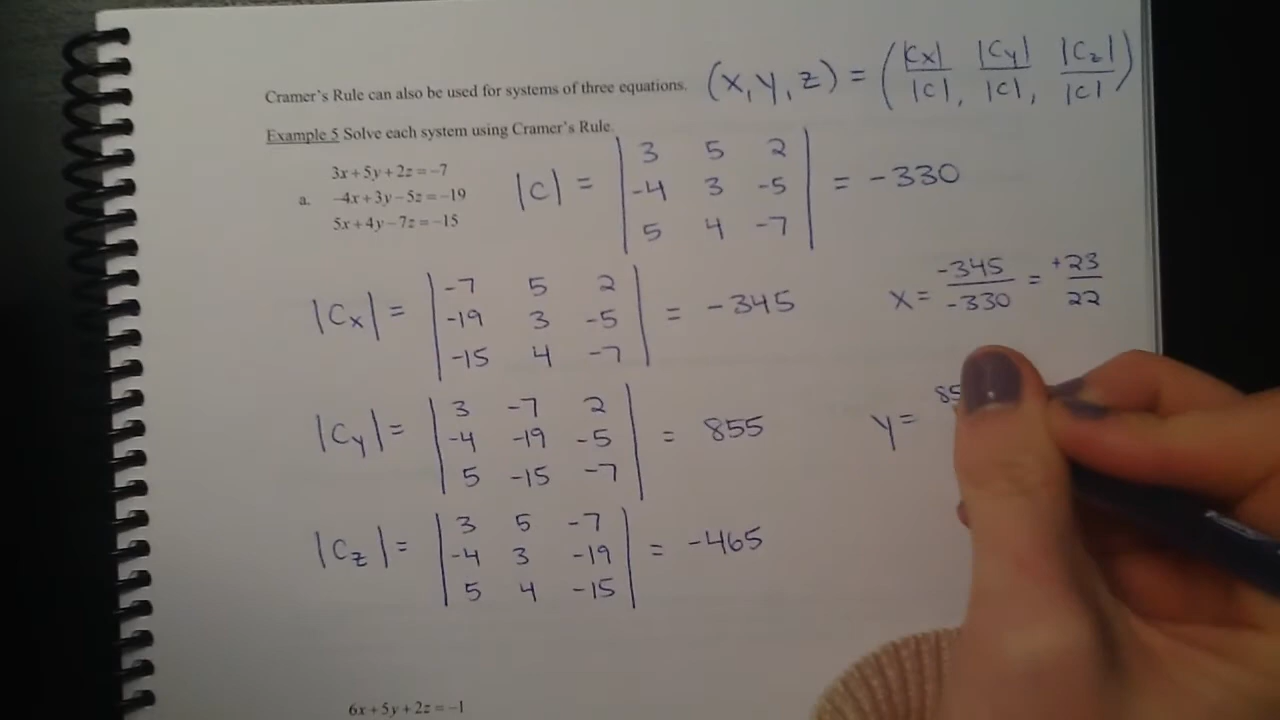 Cramer's Rule can also be used for systems of three equations. (x, y, z) = (|Cx|/|C|, |Cy|/|C|, |Cz|/|C|)
Example 5 Solve each system using Cramer's Rule.
3x + 5y + 2z = -7
a. -4x + 3y - 5z = -19
5x + 4y - 7z = -15
|C| =
3 5 2
-4 3 -5
5 4 -7
= -330
|Cx| =
-7 5 2
-19 3 -5
-15 4 -7
= -345
x = -345/-330 = +23/22
|Cy| =
3 -7 2
-4 -19 -5
5 -15 -7
= 855
y = 85
|Cz| =
3 5 -7
-4 3 -19
5 4 -15
= -465
6x + 5y + 2z = -1